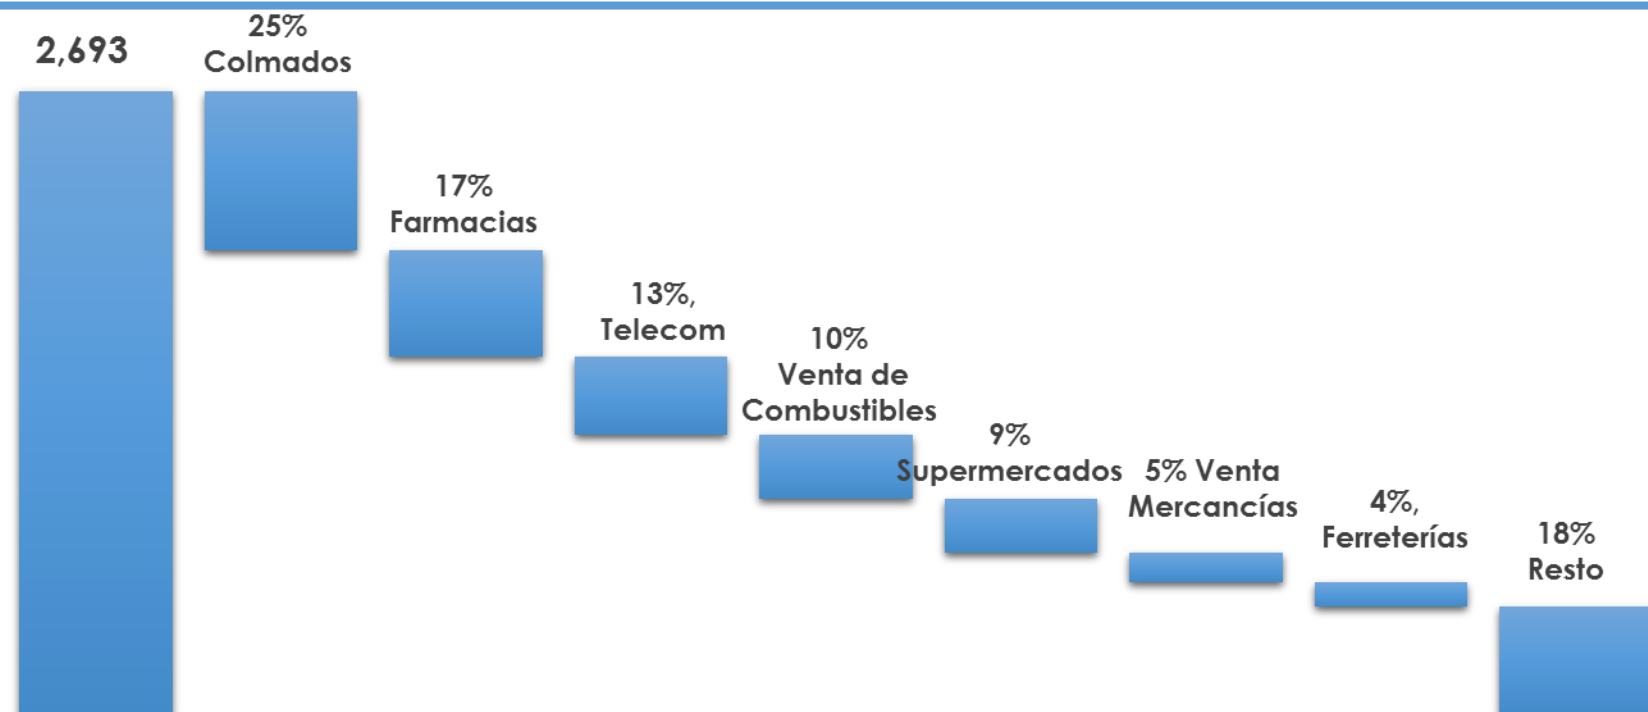 2,693
25%
Colmados
17%
Farmacias
13%,
Telecom
10%
Venta de
Combustibles
9%
Supermercados
5% Venta
Mercancías
4%,
Ferreterías
18%
Resto